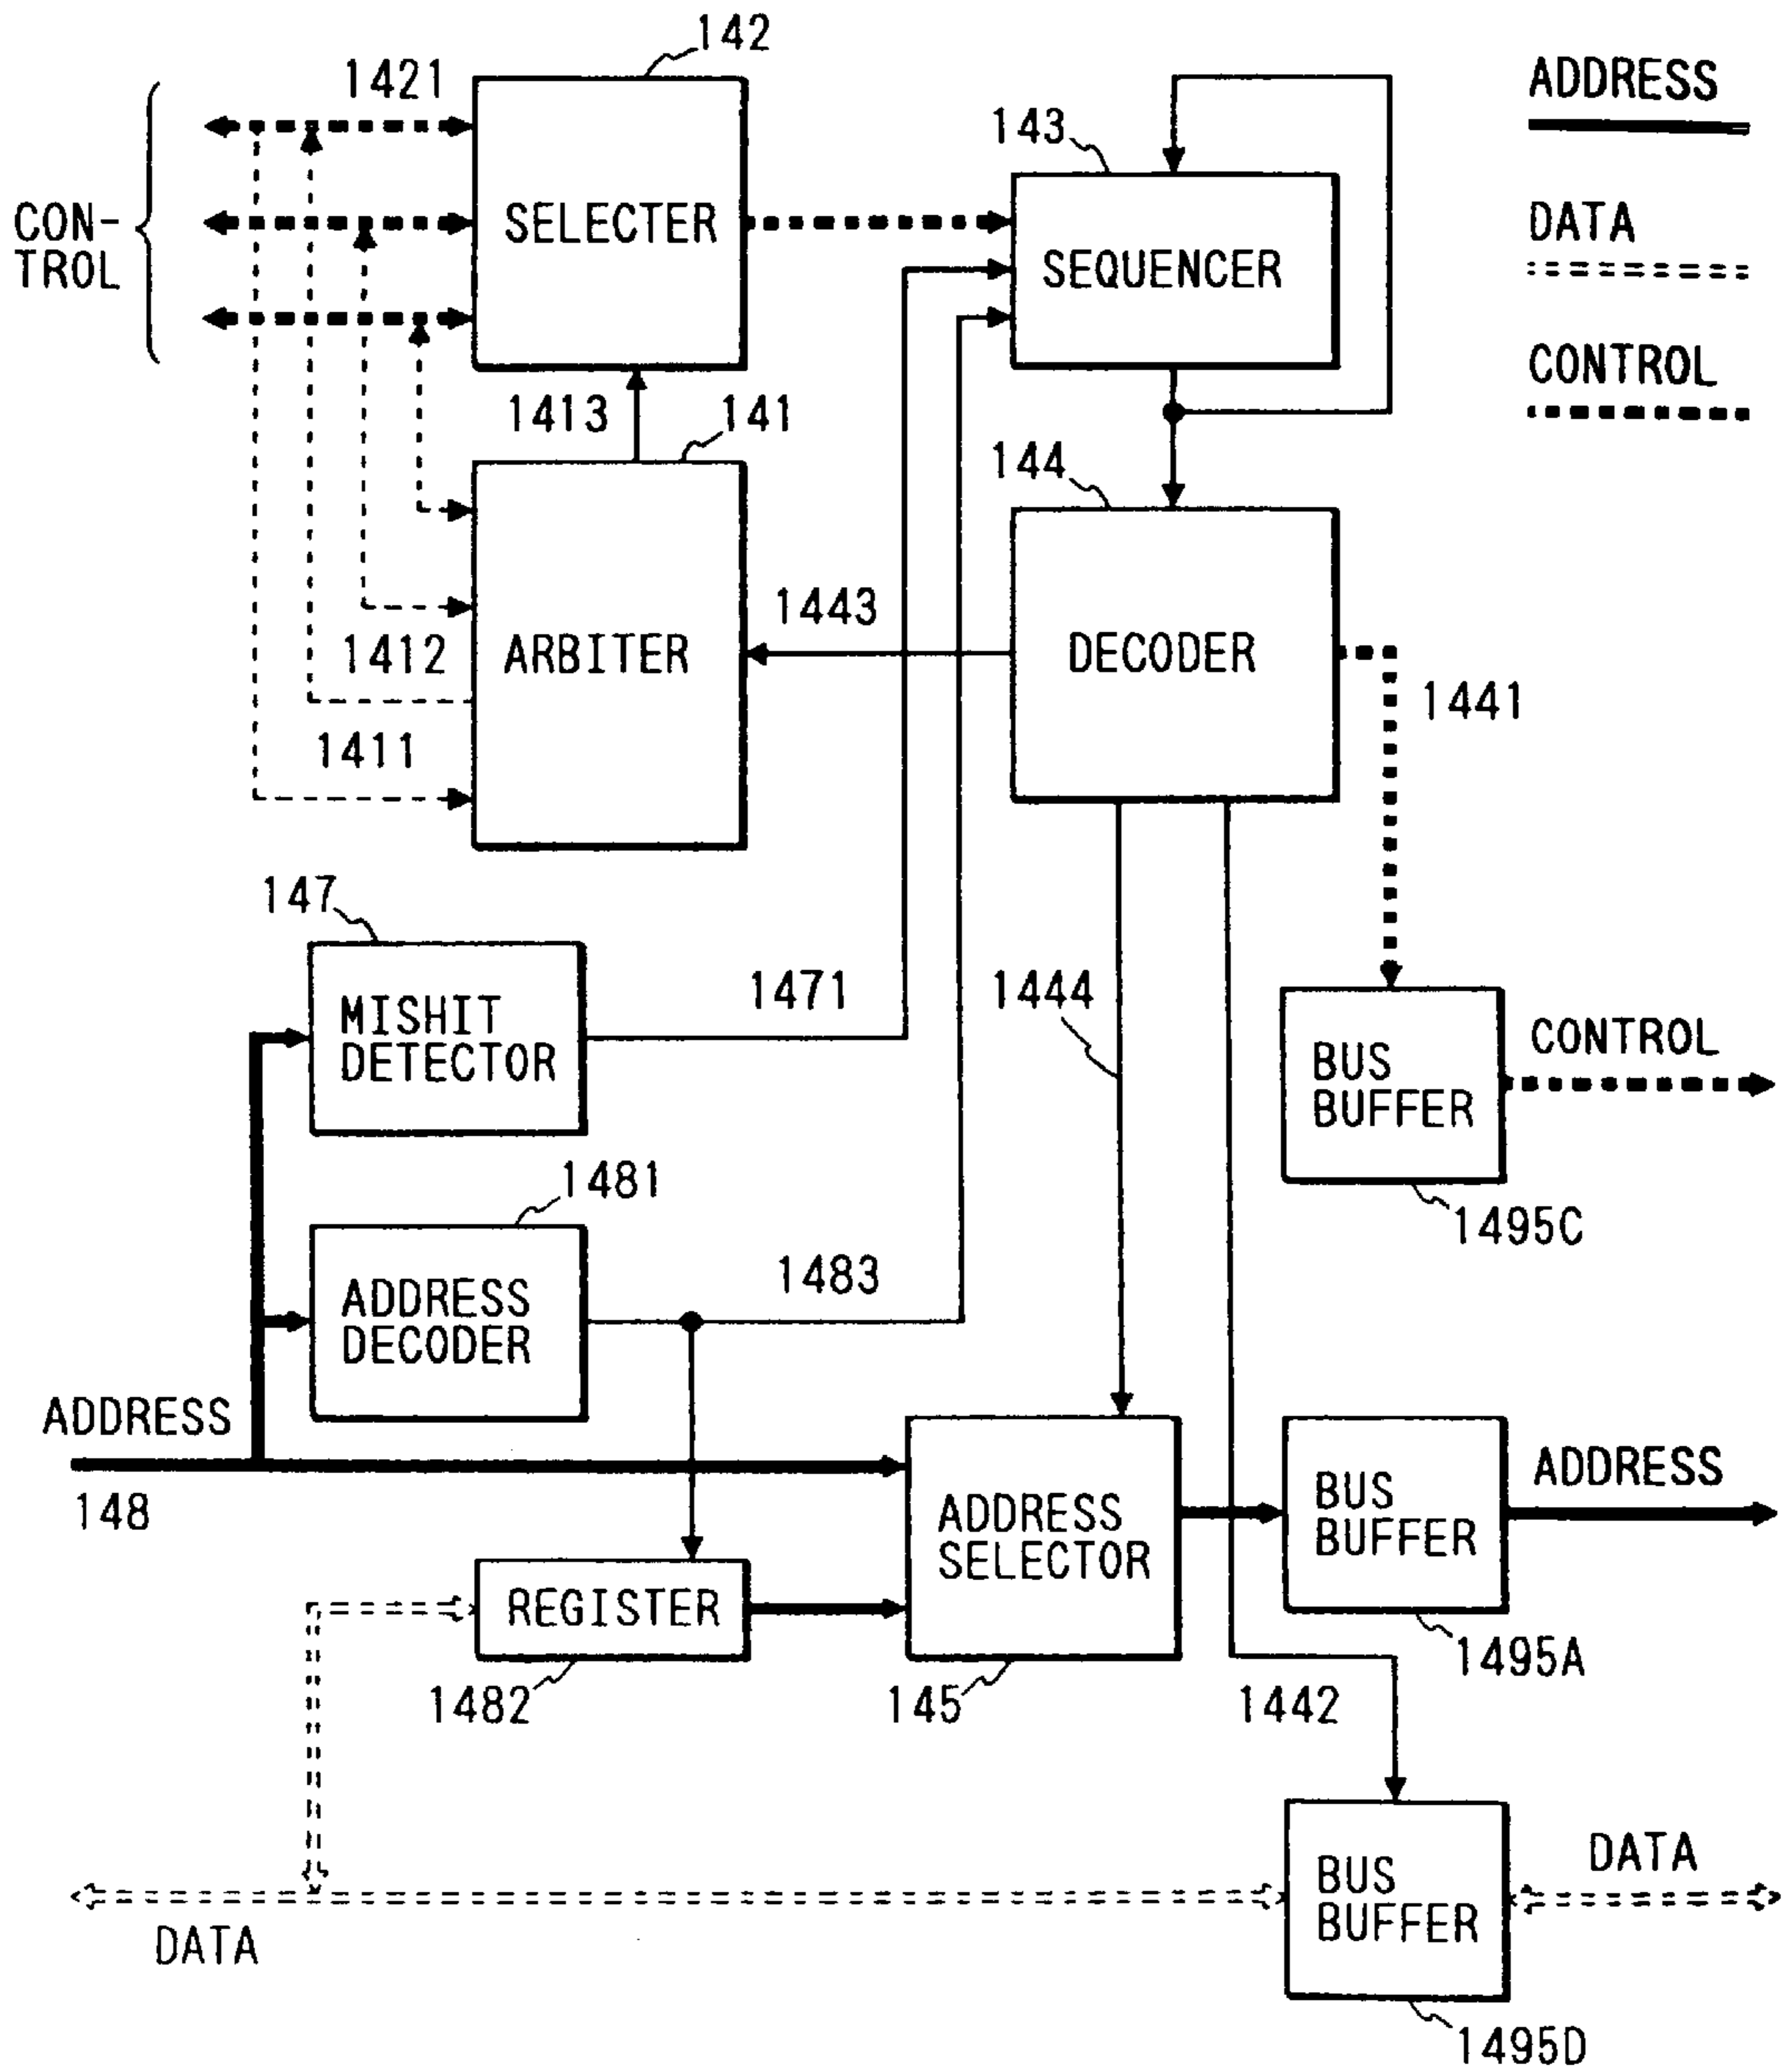 142
1421
ADDRESS
143
CON-
TROL
SELECTER
DATA
SEQUENCER
CONTROL
1413
141
144
1443
ARBITER
DECODER
1412
1441
1411
147
1471
1444
MISHIT
DETECTOR
CONTROL
BUS
BUFFER
1481
1495C
1483
ADDRESS
DECODER
ADDRESS
ADDRESS
148
BUS
BUFFER
ADDRESS
SELECTOR
REGISTER
1482
145
1442
1495A
DATA
BUS
BUFFER
DATA
1495D